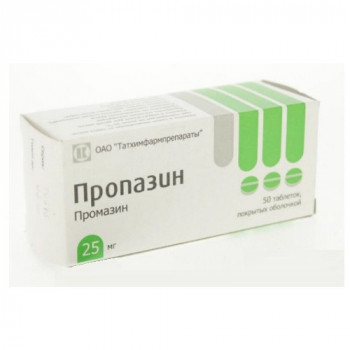 ОАО "Татхимфармпрепараты"
Пропазин
Промазин
25 мг
50 таблеток,
покрытых оболочкой